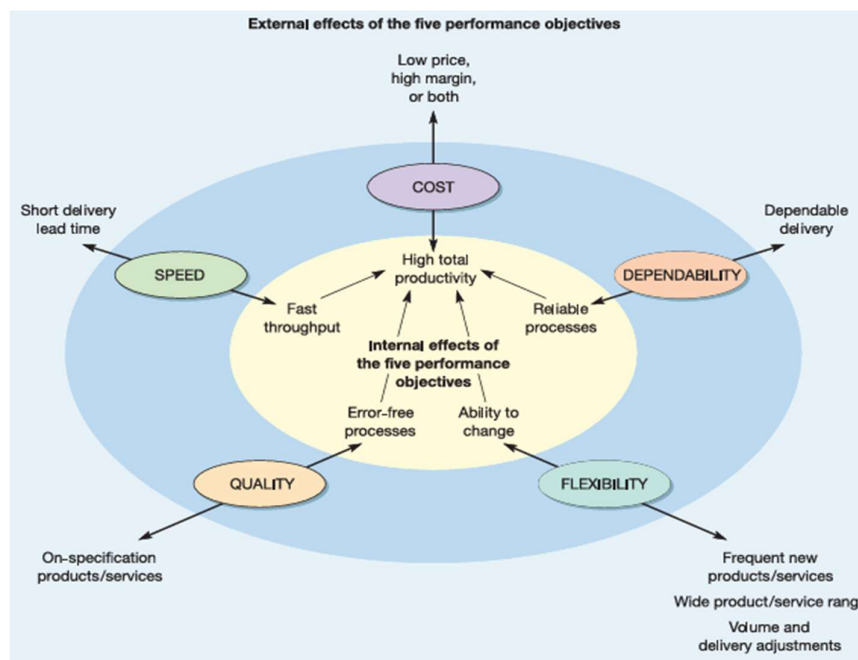 External effects of the five performance objectives
Low price,
high margin,
or both
COST
Short delivery
lead time
Dependable
delivery
SPEED
High total
productivity
DEPENDABILITY
Fast
throughput
Reliable
processes
Internal effects of
the five performance
objectives
Error-free
processes
Ability to
change
QUALITY
FLEXIBILITY
On-specification
products/services
Frequent new
products/services
Wide product/service rang
Volume and
delivery adjustments